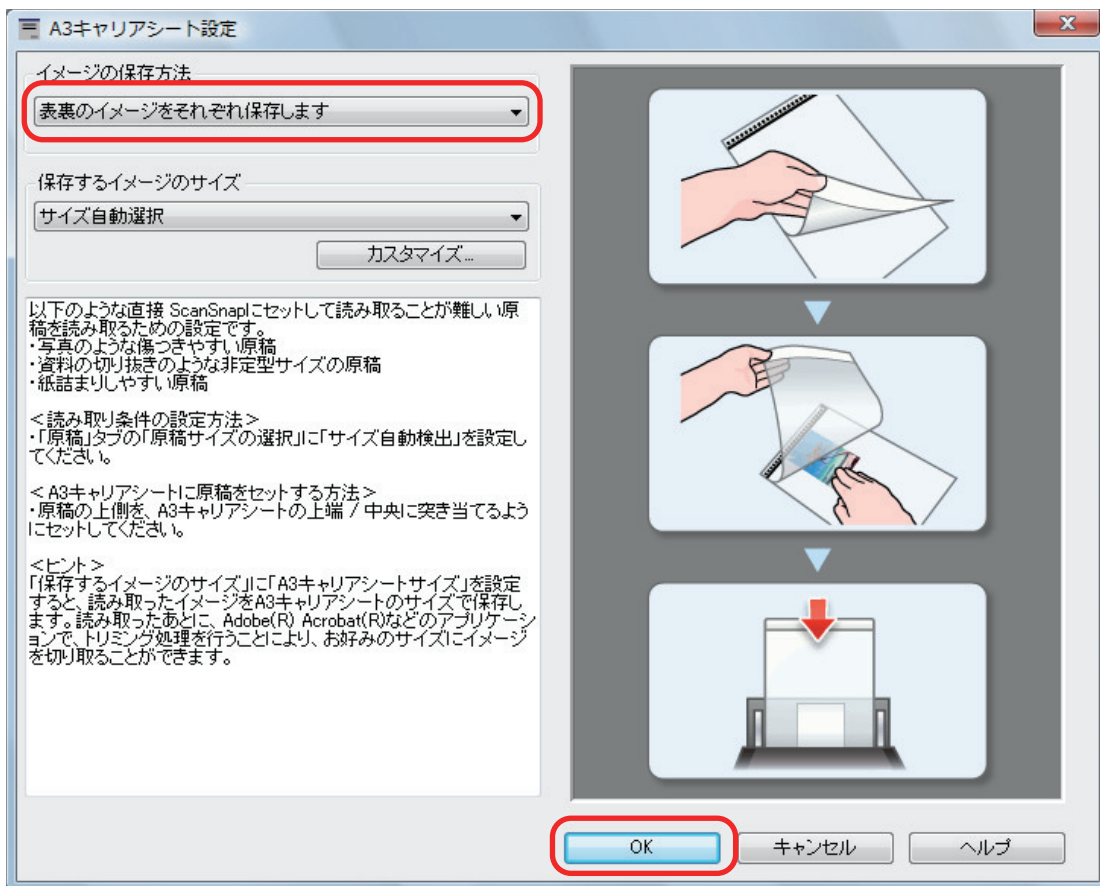 A3キャリアシート設定
イメージの保存方法
表裏のイメージをそれぞれ保存します
保存するイメージのサイズ
サイズ自動選択
カスタマイズ...
以下のような直接 ScanSnapにセットして読み取ることが難しい原
稿を読み取るための設定です。
・写真のような傷つきやすい原稿
・資料の切り抜きのような非定型サイズの原稿
・紙詰まりしやすい原稿
＜読み取り条件の設定方法＞
・「原稿」タブの「原稿サイズの選択」に「サイズ自動検出」を設定し
てください。
＜A3キャリアシートに原稿をセットする方法＞
・原稿の上側を、A3キャリアシートの上端 / 中央に突き当てるよう
にセットしてください。
＜ヒント＞
「保存するイメージのサイズ」に「A3キャリアシートサイズ」を設定
すると、読み取ったイメージをA3キャリアシートのサイズで保存し
ます。読み取ったあとに、Adobe(R) Acrobat(R)などのアプリケーシ
ョンで、トリミング処理を行うことにより、お好みのサイズにイメージ
を切り取ることができます。
OK
キャンセル
ヘルプ